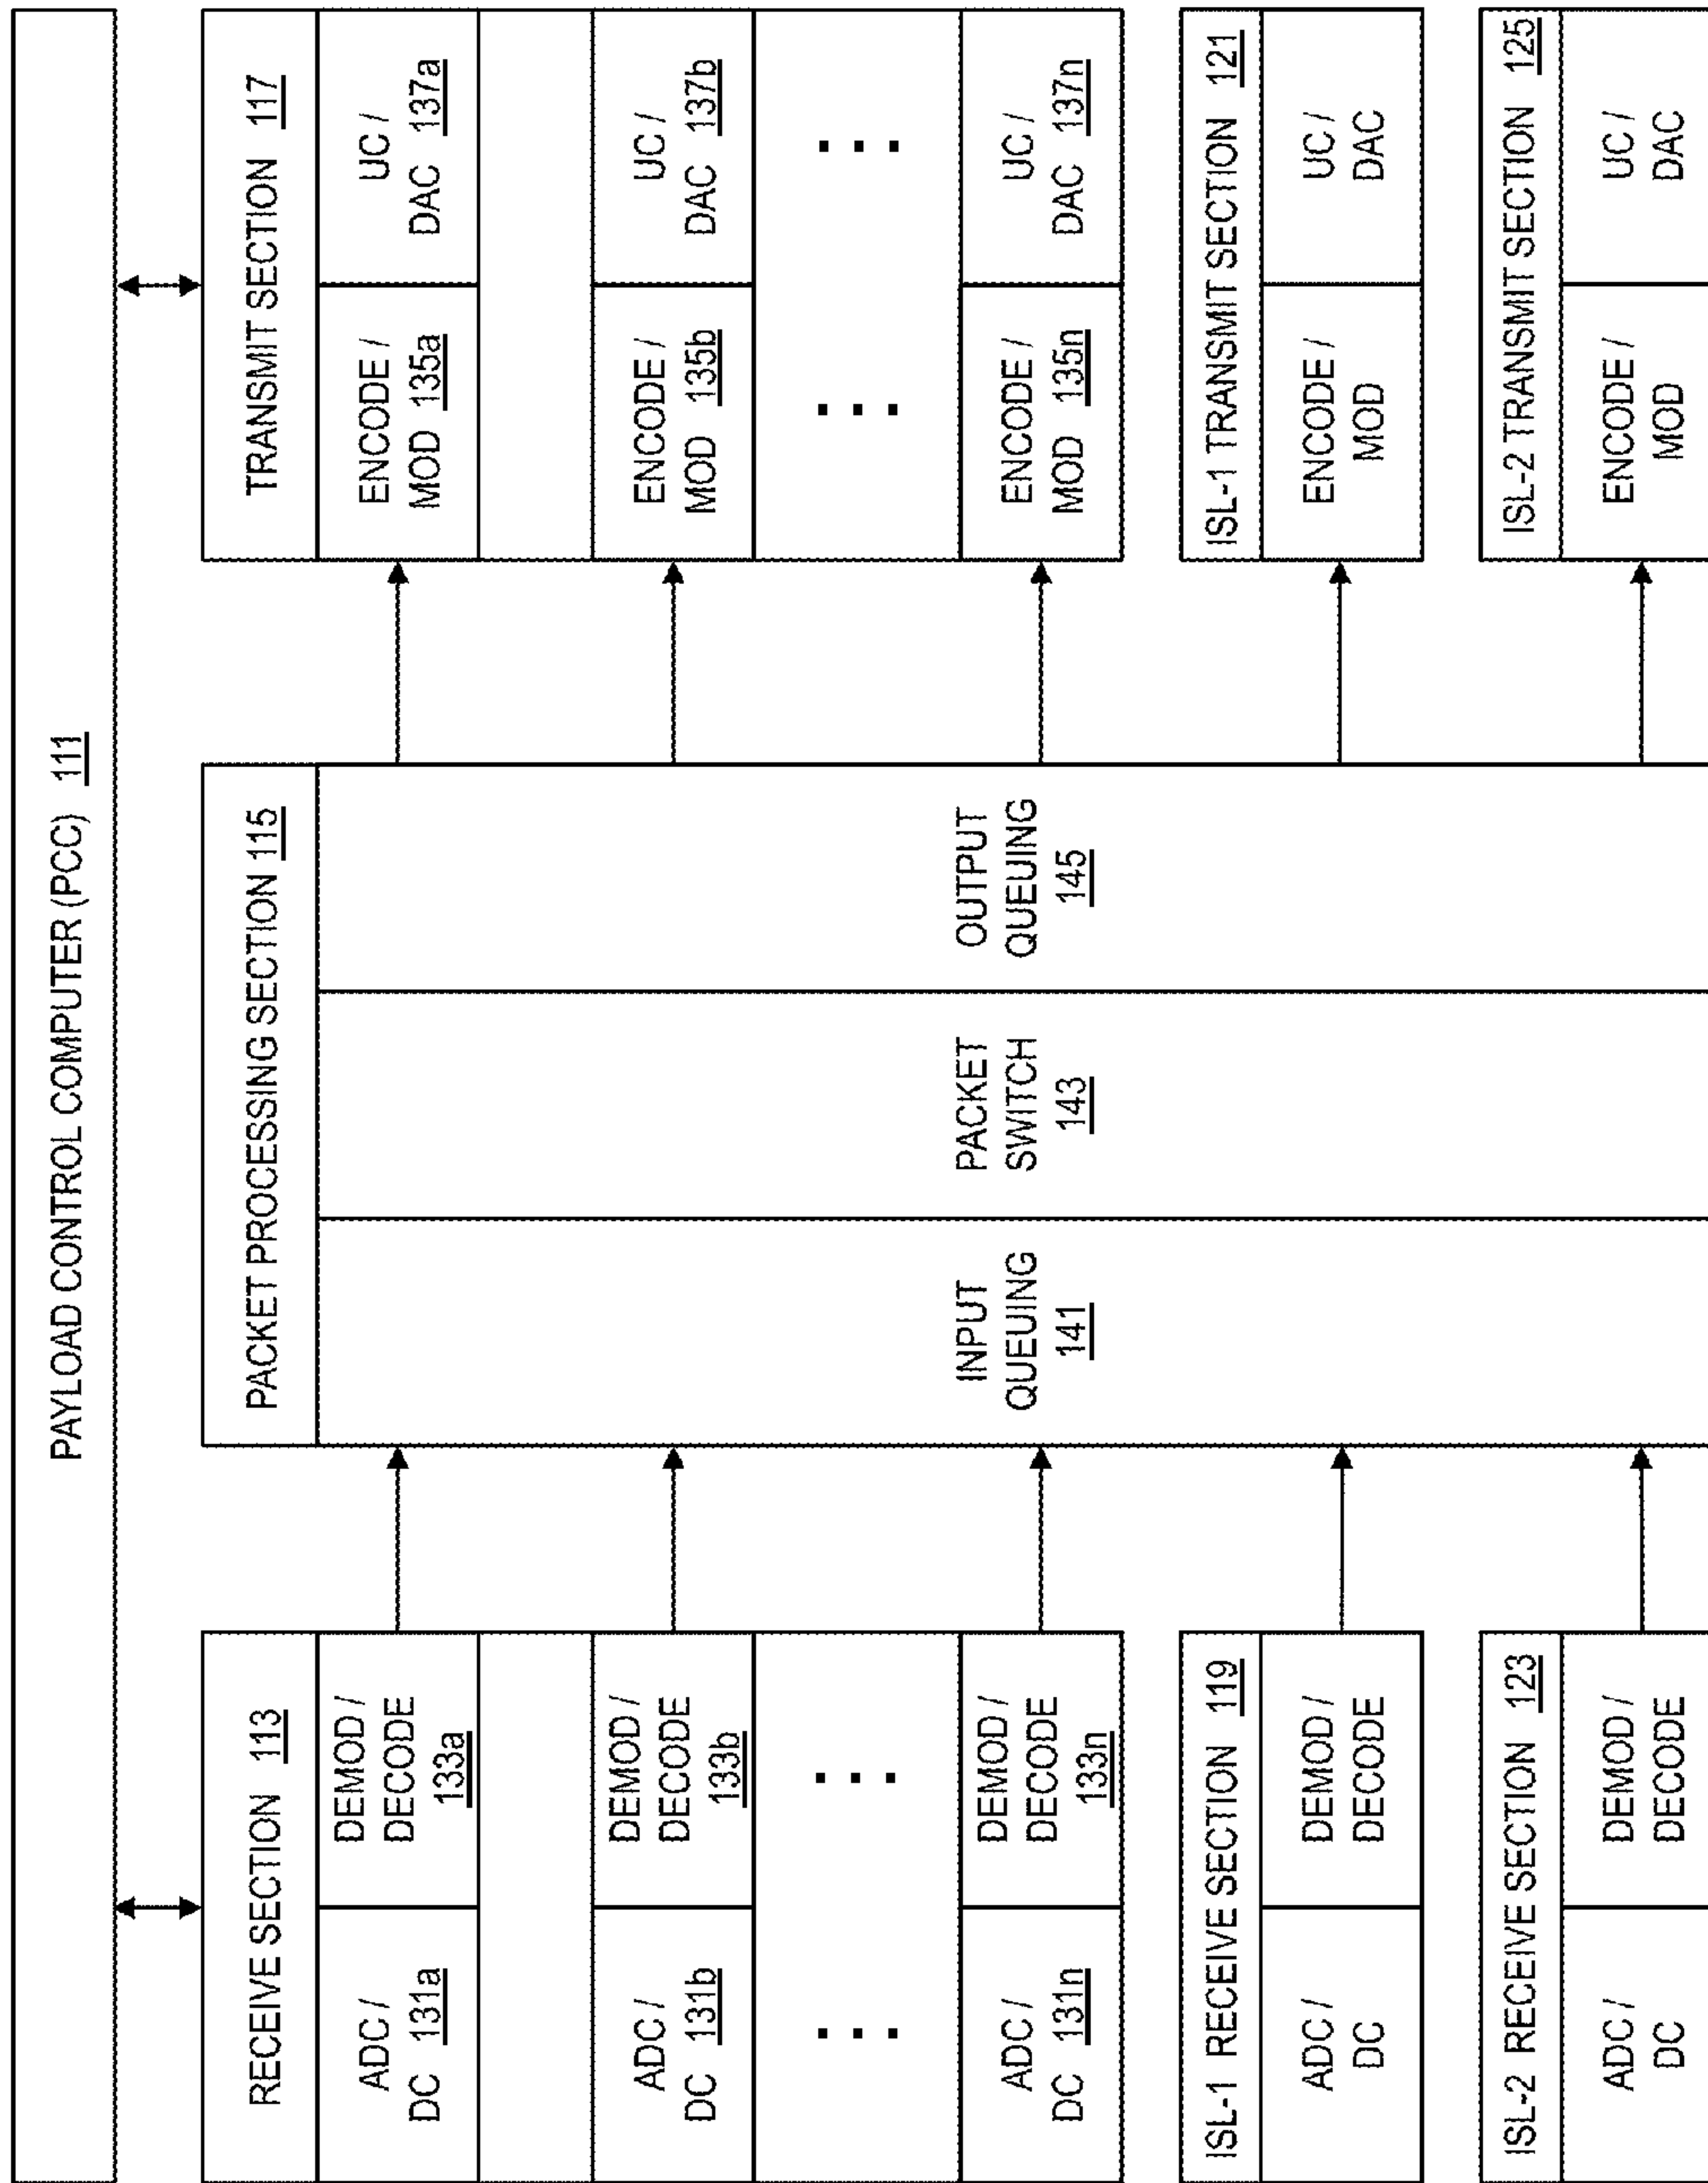 PAYLOAD CONTROL COMPUTER (PCC) 111
RECEIVE SECTION 113
ADC /
DC 131a
DEMOD /
DECODE
133a
ADC /
DC 131b
DEMOD /
DECODE
133b
. . .
. . .
ADC /
DC 131n
DEMOD /
DECODE
133n
ISL-1 RECEIVE SECTION 119
ADC /
DC
DEMOD /
DECODE
ISL-2 RECEIVE SECTION 123
ADC /
DC
DEMOD /
DECODE
PACKET PROCESSING SECTION 115
INPUT
QUEUING
141
PACKET
SWITCH
143
OUTPUT
QUEUING
145
TRANSMIT SECTION 117
ENCODE /
MOD 135a
UC /
DAC 137a
ENCODE /
MOD 135b
UC /
DAC 137b
. . .
. . .
ENCODE /
MOD 135n
UC /
DAC 137n
ISL-1 TRANSMIT SECTION 121
ENCODE /
MOD
UC /
DAC
ISL-2 TRANSMIT SECTION 125
ENCODE /
MOD
UC /
DAC